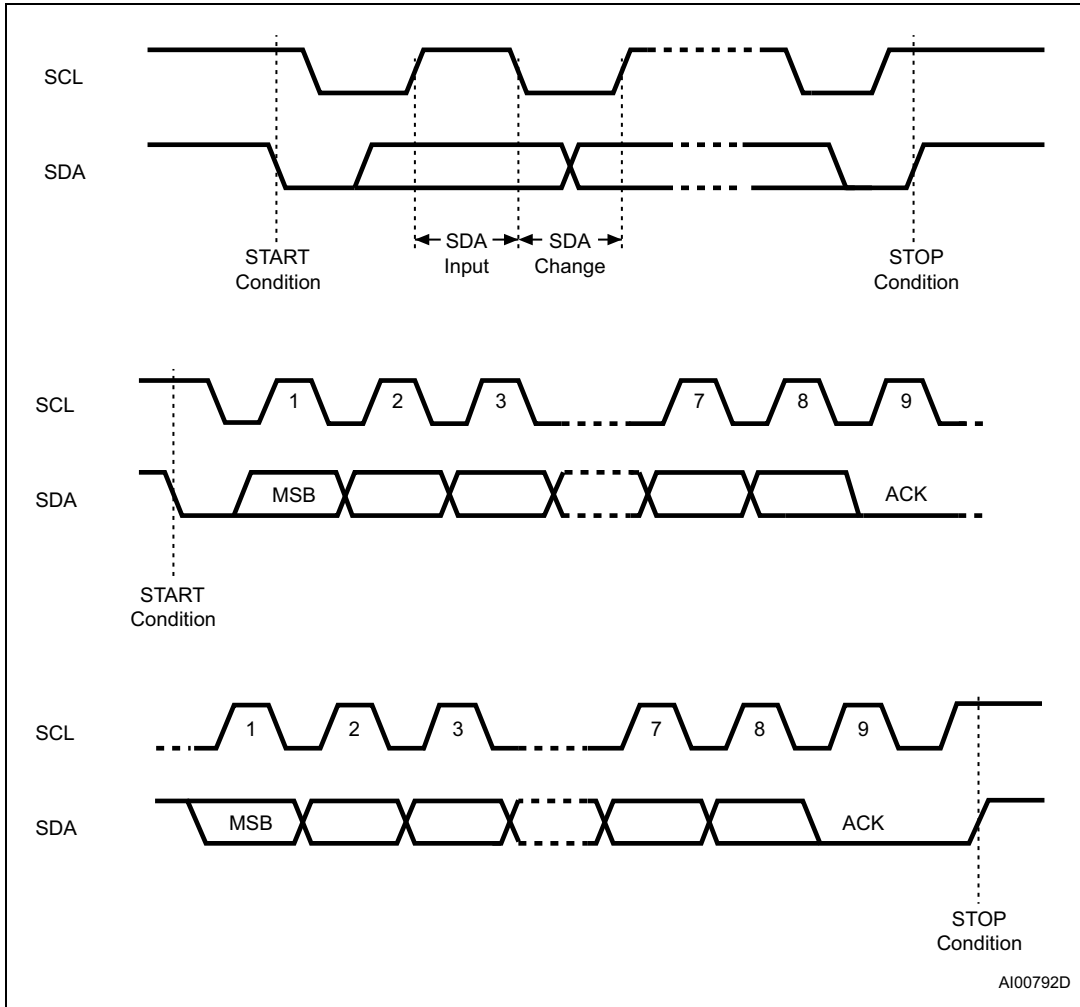 SCL
SDA
SDA
Input
SDA
Change
START
Condition
STOP
Condition
SCL
1 2 3 7 8 9
SDA
MSB
ACK
START
Condition
SCL
1 2 3 7 8 9
SDA
MSB
ACK
STOP
Condition
AI00792D